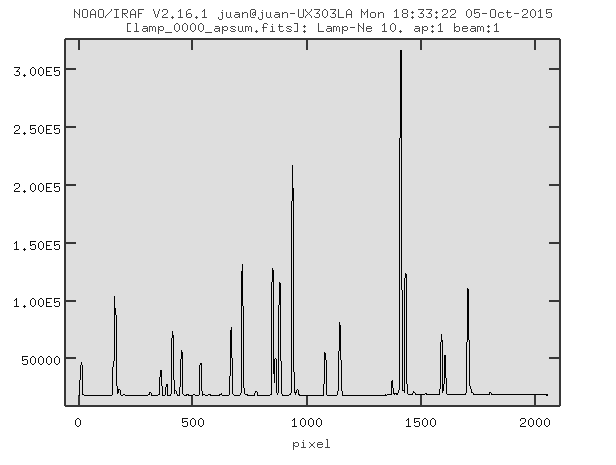 NOAO/IRAF V2.16.1 juan@juan-UX303LA Mon 18:33:22 05-Oct-2015
[lamp_0000_apsum.fits]: Lamp-Ne 10. ap:1 beam:1
3.00E5
2.50E5
2.00E5
1.50E5
1.00E5
50000
0 500 1000 1500 2000
pixel